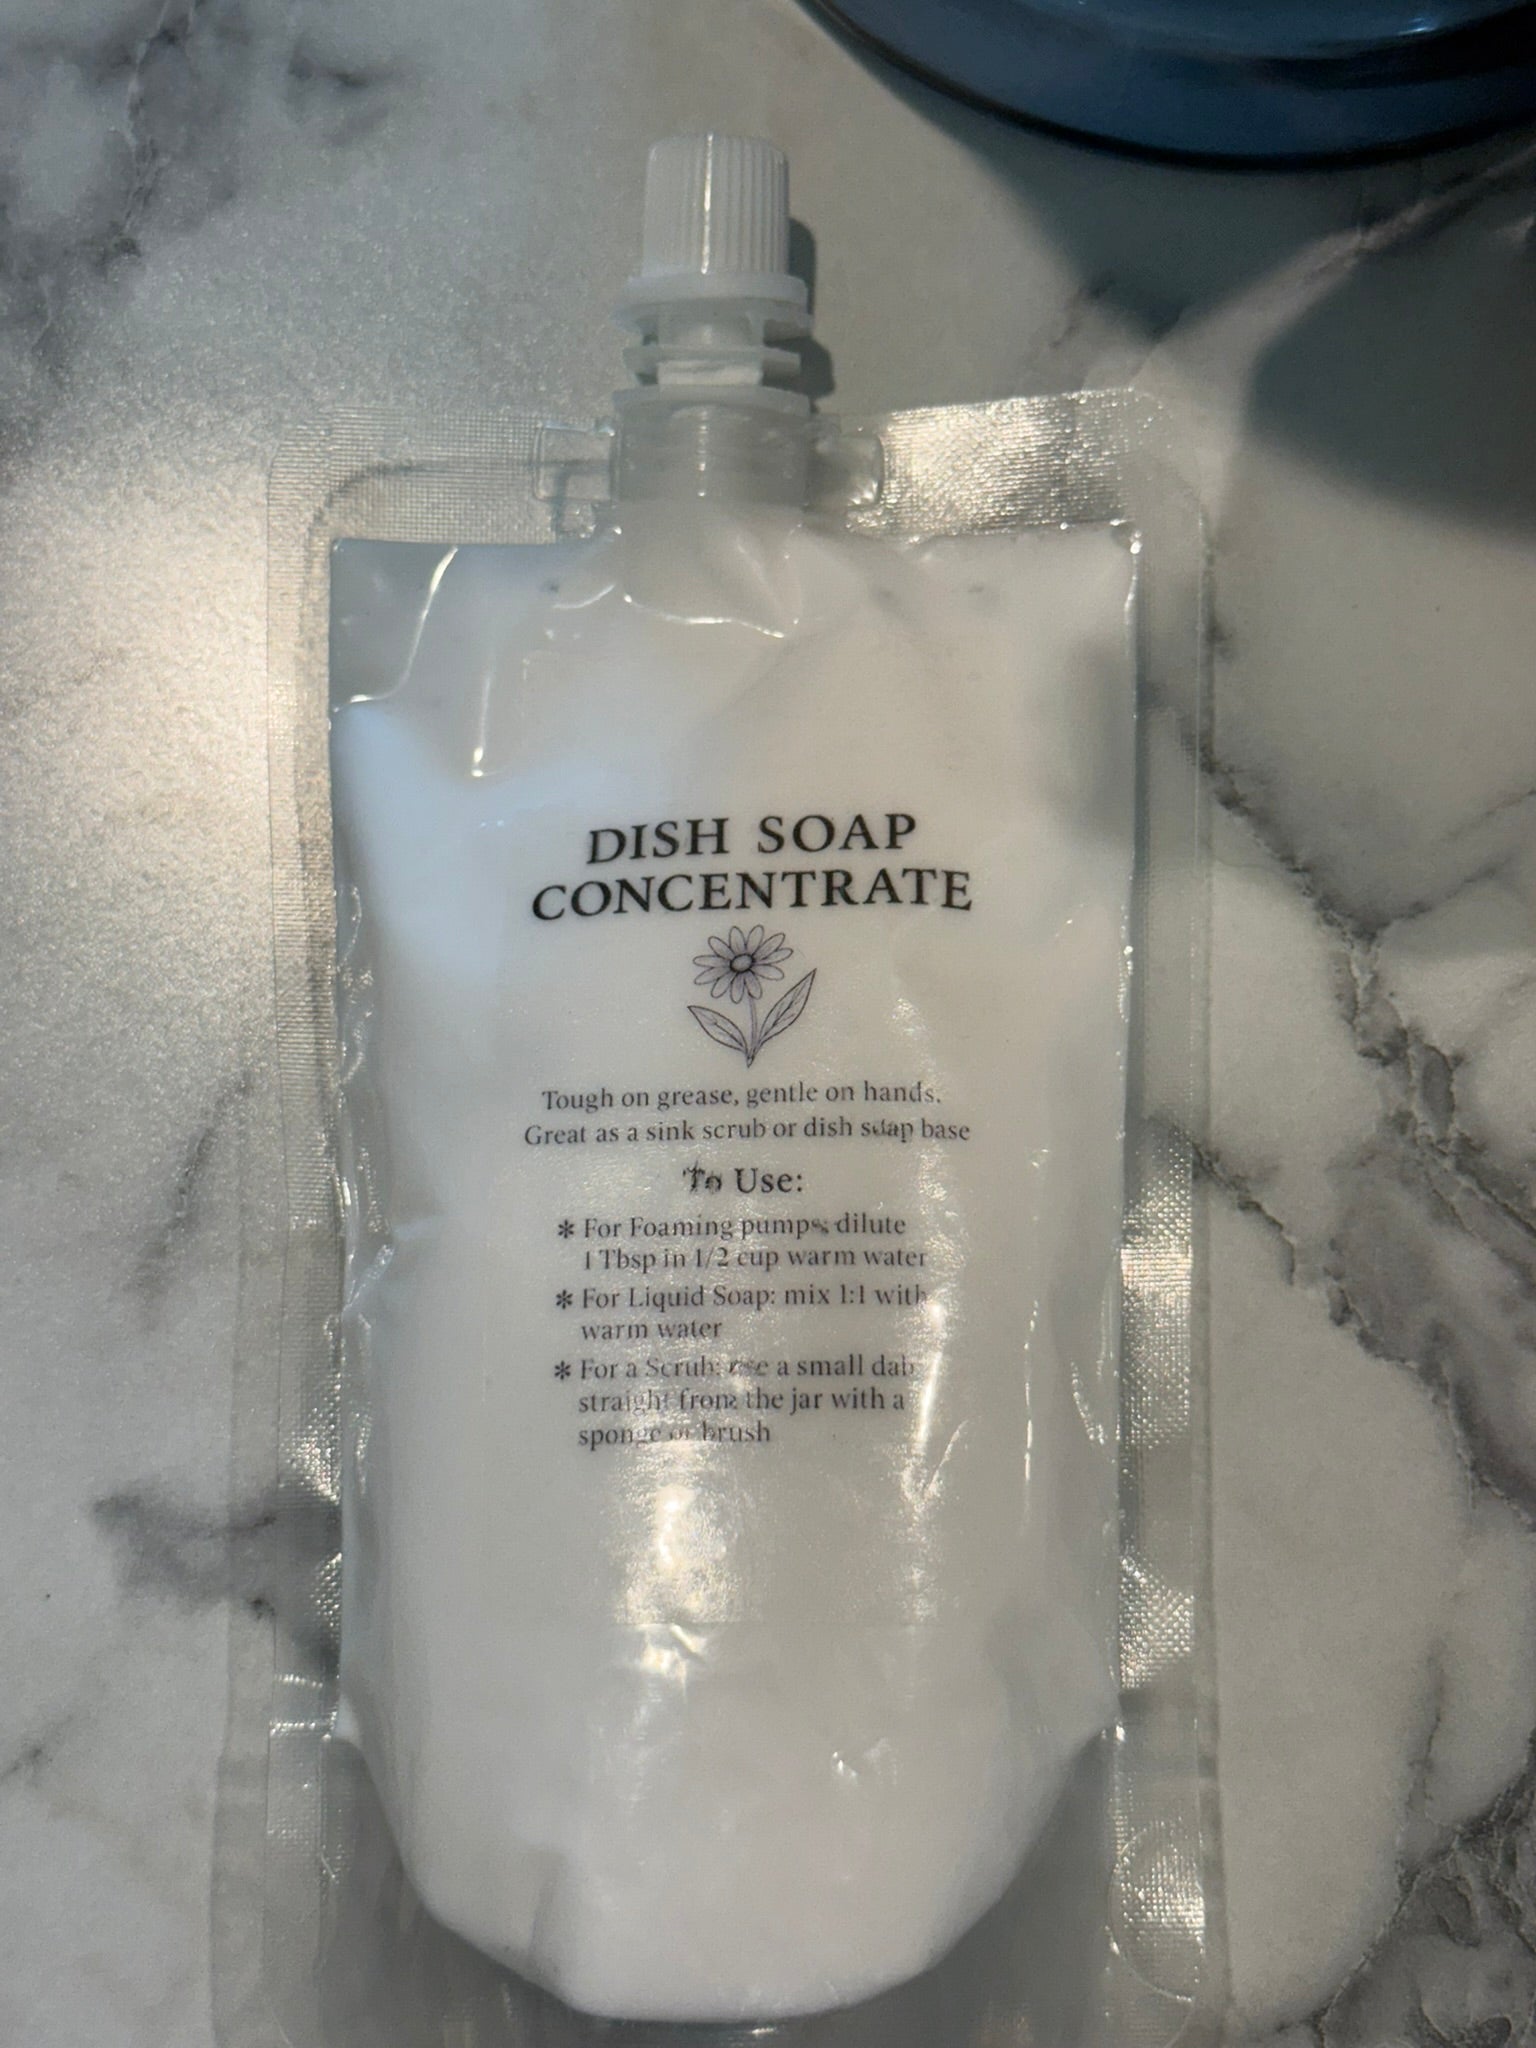 DISH SOAP
CONCENTRATE
Tough on grease, gentle on hands.
Great as a sink scrub or dish soap base
To Use:
* For Foaming pumps: dilute
1 Tbsp in 1/2 cup warm water
* For Liquid Soap: mix 1:1 with
warm water
* For a Scrub: use a small dab
straight from the jar with a
sponge or brush